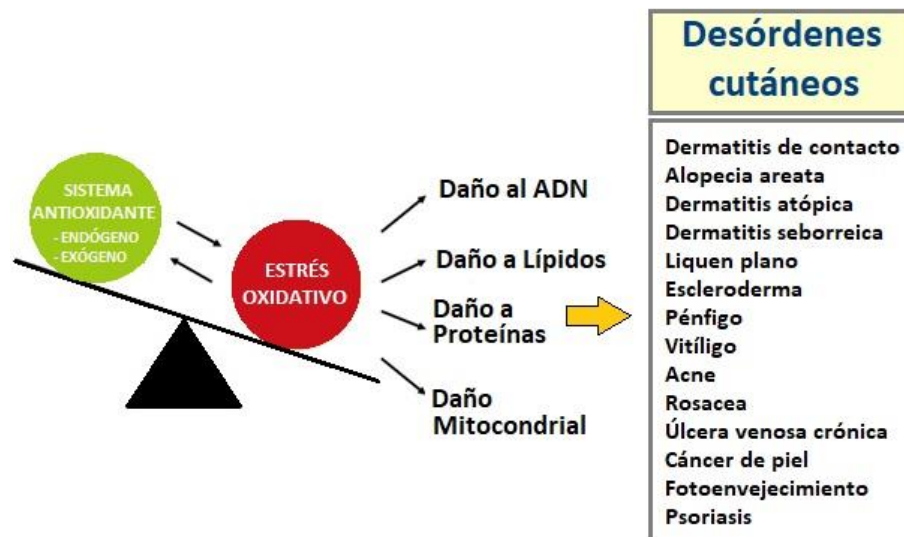 Desórdenes
cutáneos
SISTEMA
ANTIOXIDANTE
- ENDÓGENO
- EXÓGENO
ESTRÉS
OXIDATIVO
Daño al ADN
Daño a Lípidos
Daño a
Proteínas
Daño
Mitocondrial
Dermatitis de contacto
Alopecia areata
Dermatitis atópica
Dermatitis seborreica
Liquen plano
Escleroderma
Pénfigo
Vitíligo
Acne
Rosacea
Úlcera venosa crónica
Cáncer de piel
Fotoenvejecimiento
Psoriasis